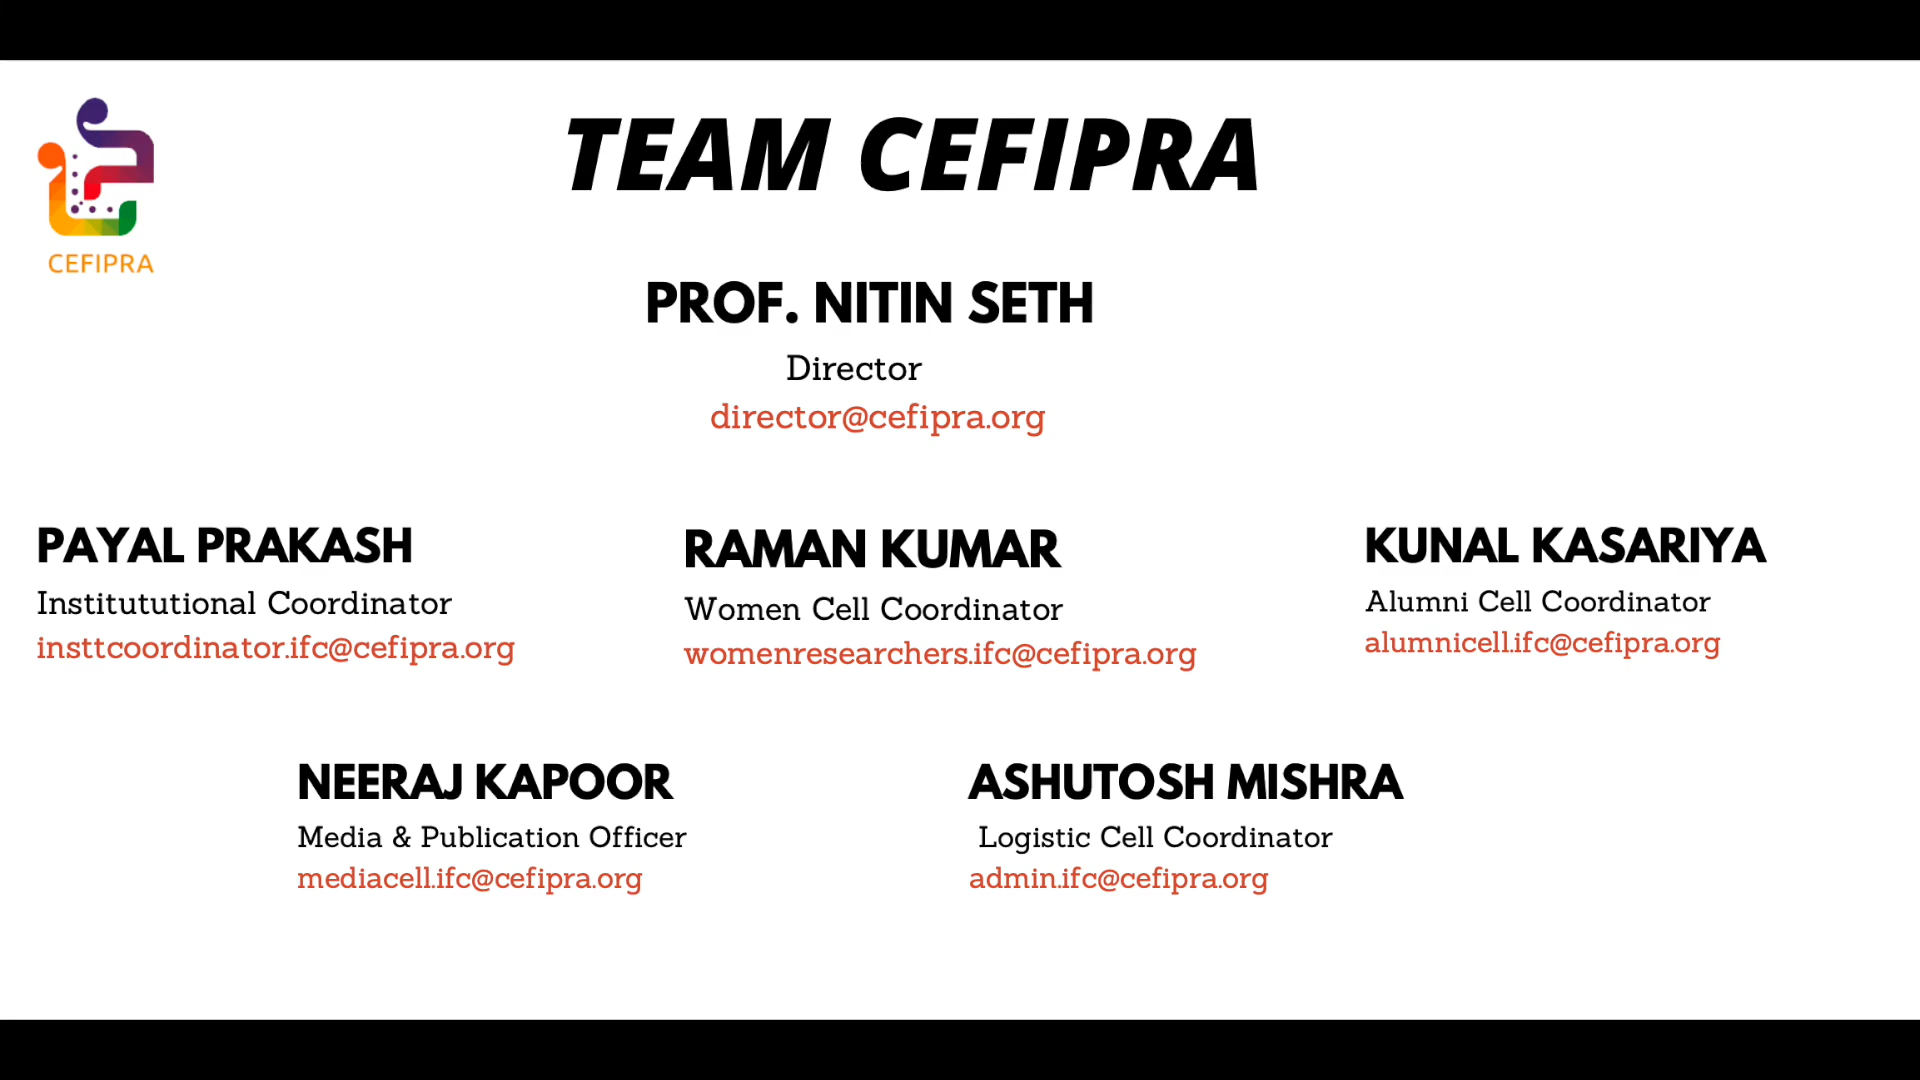 CEFIPRA
TEAM CEFIPRA
PROF. NITIN SETH
Director
director@cefipra.org
PAYAL PRAKASH
Institututional Coordinator
insttcoordinator.ifc@cefipra.org
RAMAN KUMAR
Women Cell Coordinator
womenresearchers.ifc@cefipra.org
KUNAL KASARIYA
Alumni Cell Coordinator
alumnicell.ifc@cefipra.org
NEERAJ KAPOOR
Media & Publication Officer
mediacell.ifc@cefipra.org
ASHUTOSH MISHRA
Logistic Cell Coordinator
admin.ifc@cefipra.org